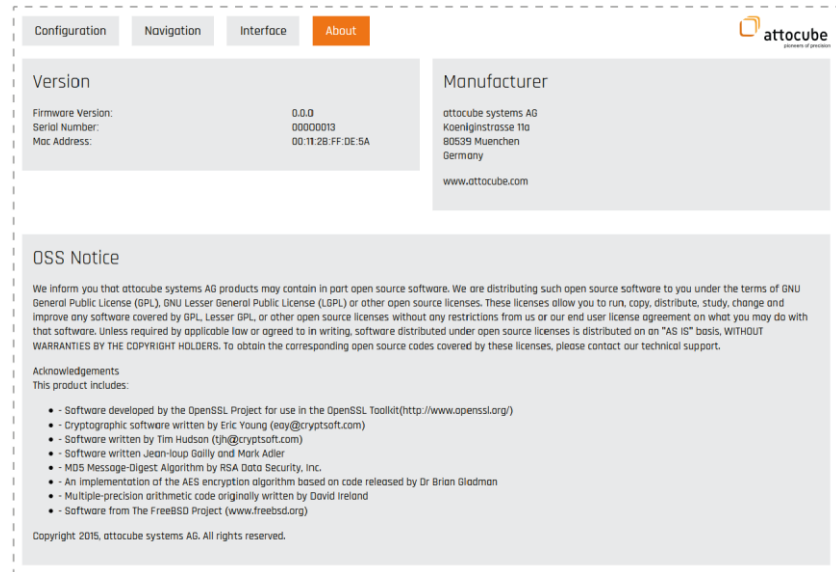 Configuration Navigation Interface About
attocube
pioneers of precision
Version
Firmware Version: 0.0.0
Serial Number: 00000013
Mac Address: 00:11:2B:FF:DE:5A
Manufacturer
attocube systems AG
Koeniginstrasse 11a
80539 Muenchen
Germany
www.attocube.com
OSS Notice
We inform you that attocube systems AG products may contain in part open source software. We are distributing such open source software to you under the terms of GNU
General Public License (GPL), GNU Lesser General Public License (LGPL) or other open source licenses. These licenses allow you to run, copy, distribute, study, change and
improve any software covered by GPL, Lesser GPL, or other open source licenses without any restrictions from us or our end user license agreement on what you may do with
that software. Unless required by applicable law or agreed to in writing, software distributed under open source licenses is distributed on an "AS IS" basis, WITHOUT
WARRANTIES BY THE COPYRIGHT HOLDERS. To obtain the corresponding open source codes covered by these licenses, please contact our technical support.
Acknowledgements
This product includes:
• - Software developed by the OpenSSL Project for use in the OpenSSL Toolkit(http://www.openssl.org/)
• - Cryptographic software written by Eric Young (eay@cryptsoft.com)
• - Software written by Tim Hudson (tjh@cryptsoft.com)
• - Software written Jean-loup Gailly and Mark Adler
• - MD5 Message-Digest Algorithm by RSA Data Security, Inc.
• - An implementation of the AES encryption algorithm based on code released by Dr Brian Gladman
• - Multiple-precision arithmetic code originally written by David Ireland
• - Software from The FreeBSD Project (www.freebsd.org)
Copyright 2015, attocube systems AG. All rights reserved.